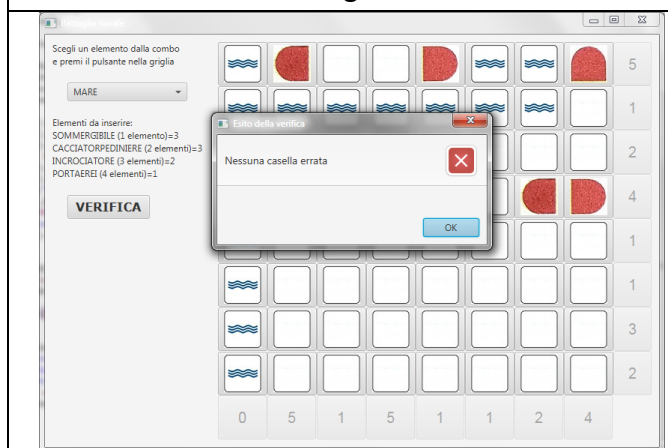 Battaglia navale
Scegli un elemento dalla combo
e premi il pulsante nella griglia
MARE
Elementi da inserire:
SOMMERGIBILE (1 elemento)=3
CACCIATORPEDINIERE (2 elementi)=3
INCROCIATORE (3 elementi)=2
PORTAEREI (4 elementi)=1
VERIFICA
Esito della verifica
Nessuna casella errata
OK
5
1
2
4
1
1
3
2
0 5 1 5 1 1 2 4